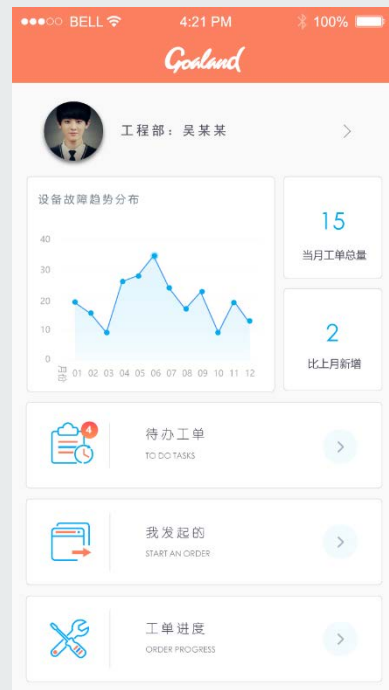 BELL 4:21 PM 100%
Goaland
工程部：吴某某
设备故障趋势分布
40
30
20
10
0
月份 01 02 03 04 05 06 07 08 09 10 11 12
15
当月工单总量
2
比上月新增
4
待办工单
TO DO TASKS
我发起的
START AN ORDER
工单进度
ORDER PROGRESS